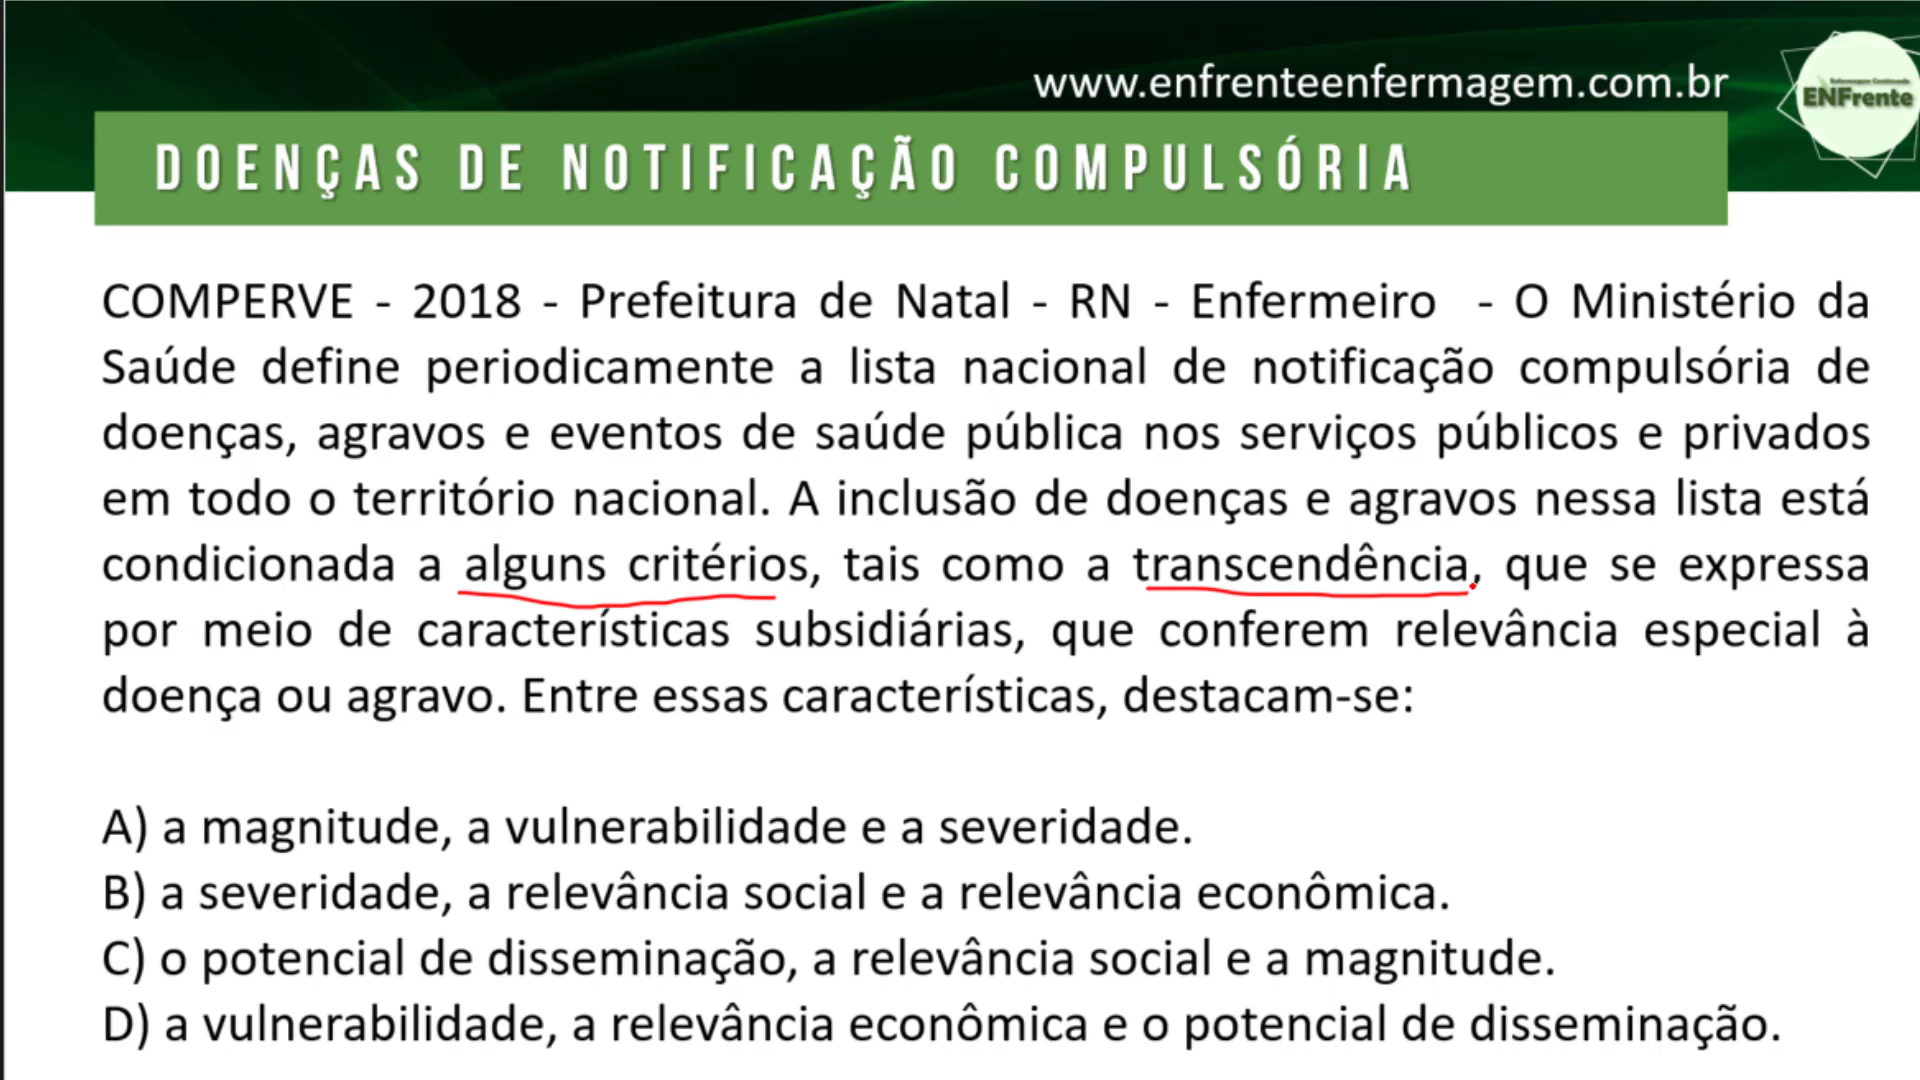 www.enfrenteenfermagem.com.br
Enfermagem Continuada
ENFrente
DOENÇAS DE NOTIFICAÇÃO COMPULSÓRIA
COMPERVE - 2018 - Prefeitura de Natal - RN - Enfermeiro - O Ministério da
Saúde define periodicamente a lista nacional de notificação compulsória de
doenças, agravos e eventos de saúde pública nos serviços públicos e privados
em todo o território nacional. A inclusão de doenças e agravos nessa lista está
condicionada a alguns critérios, tais como a transcendência, que se expressa
por meio de características subsidiárias, que conferem relevância especial à
doença ou agravo. Entre essas características, destacam-se:
A) a magnitude, a vulnerabilidade e a severidade.
B) a severidade, a relevância social e a relevância econômica.
C) o potencial de disseminação, a relevância social e a magnitude.
D) a vulnerabilidade, a relevância econômica e o potencial de disseminação.